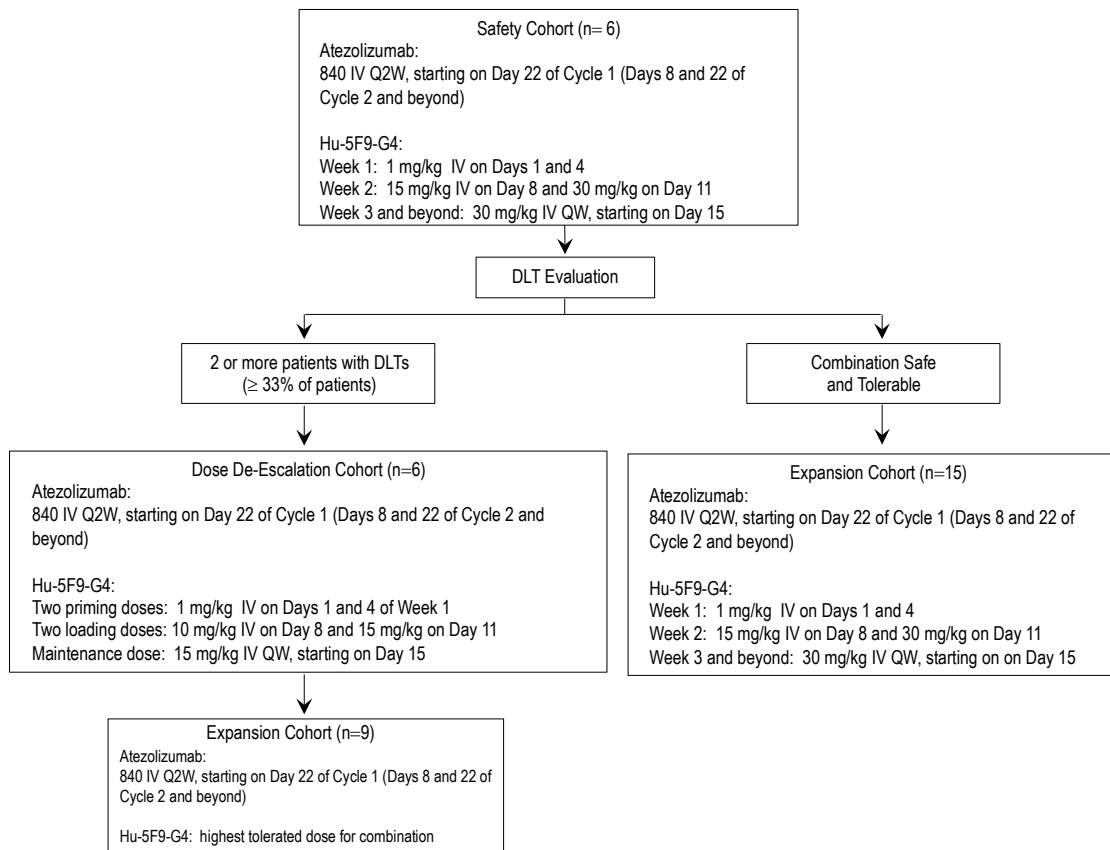 Safety Cohort (n= 6)
Atezolizumab:
840 IV Q2W, starting on Day 22 of Cycle 1 (Days 8 and 22 of
Cycle 2 and beyond)
Hu-5F9-G4:
Week 1: 1 mg/kg IV on Days 1 and 4
Week 2: 15 mg/kg IV on Day 8 and 30 mg/kg on Day 11
Week 3 and beyond: 30 mg/kg IV QW, starting on Day 15
DLT Evaluation
2 or more patients with DLTs
(≥ 33% of patients)
Combination Safe
and Tolerable
Dose De-Escalation Cohort (n=6)
Atezolizumab:
840 IV Q2W, starting on Day 22 of Cycle 1 (Days 8 and 22 of Cycle 2 and
beyond)
Hu-5F9-G4:
Two priming doses: 1 mg/kg IV on Days 1 and 4 of Week 1
Two loading doses: 10 mg/kg IV on Day 8 and 15 mg/kg on Day 11
Maintenance dose: 15 mg/kg IV QW, starting on Day 15
Expansion Cohort (n=15)
Atezolizumab:
840 IV Q2W, starting on Day 22 of Cycle 1 (Days 8 and 22 of
Cycle 2 and beyond)
Hu-5F9-G4:
Week 1: 1 mg/kg IV on Days 1 and 4
Week 2: 15 mg/kg IV on Day 8 and 30 mg/kg on Day 11
Week 3 and beyond: 30 mg/kg IV QW, starting on on Day 15
Expansion Cohort (n=9)
Atezolizumab:
840 IV Q2W, starting on Day 22 of Cycle 1 (Days 8 and 22 of
Cycle 2 and beyond)
Hu-5F9-G4: highest tolerated dose for combination